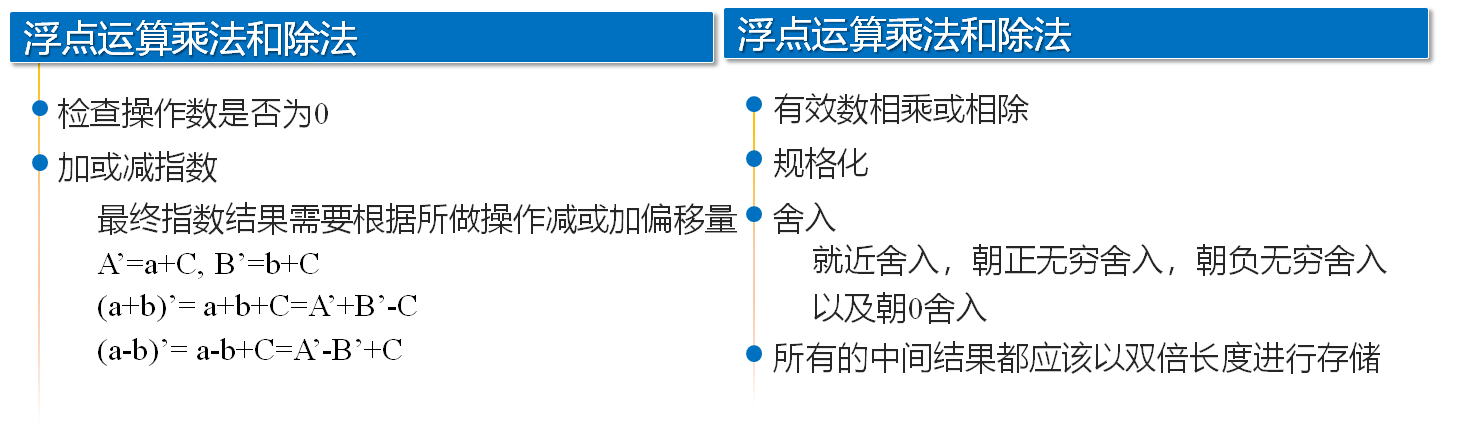 浮点运算乘法和除法
检查操作数是否为0
加或减指数
最终指数结果需要根据所做操作减或加偏移量
A’=a+C, B’=b+C
(a+b)’= a+b+C=A’+B’-C
(a-b)’= a-b+C=A’-B’+C
浮点运算乘法和除法
有效数相乘或相除
规格化
舍入
就近舍入，朝正无穷舍入，朝负无穷舍入
以及朝0舍入
所有的中间结果都应该以双倍长度进行存储